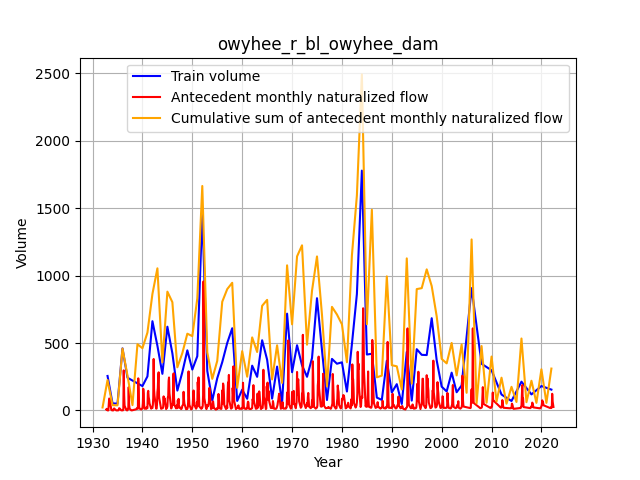 owyhee_r_bl_owyhee_dam
Train volume
Antecedent monthly naturalized flow
Cumulative sum of antecedent monthly naturalized flow
Volume
2500
2000
1500
1000
500
0
1930 1940 1950 1960 1970 1980 1990 2000 2010 2020
Year